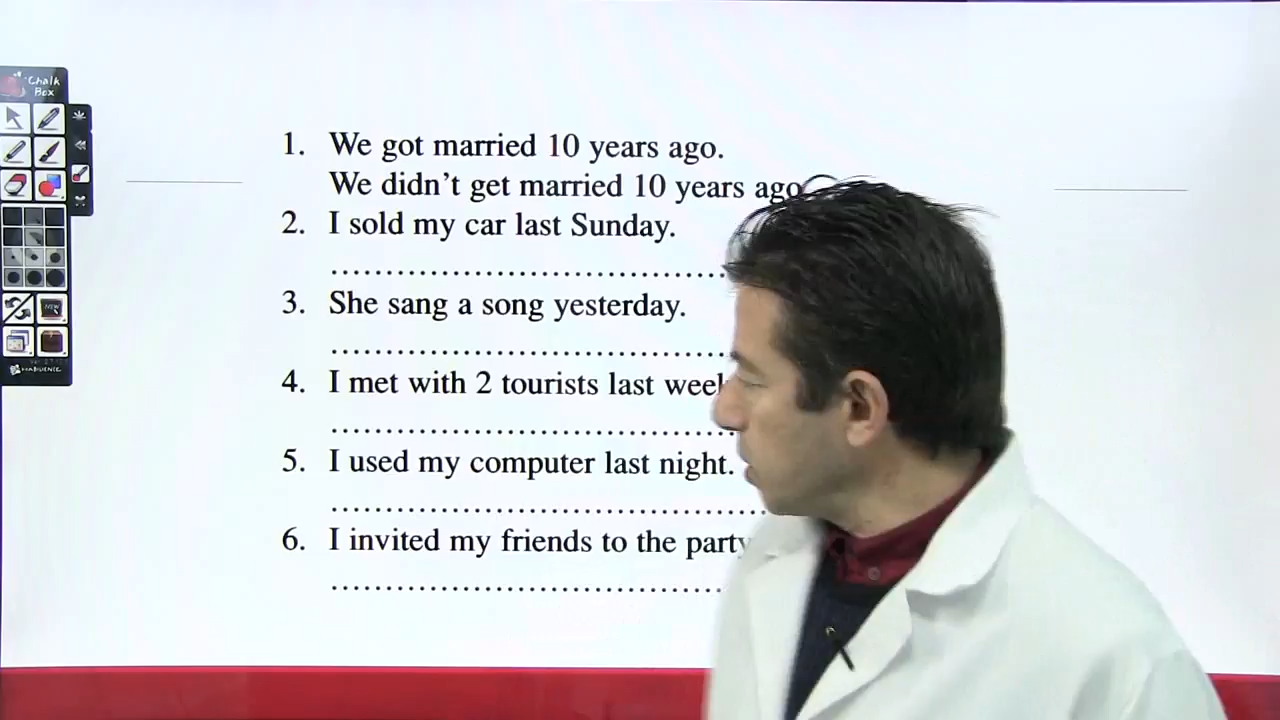 Chalk
Box
1. We got married 10 years ago.
We didn't get married 10 years ago
2. I sold my car last Sunday.
................................................
3. She sang a song yesterday.
................................................
4. I met with 2 tourists last week
................................................
5. I used my computer last night.
................................................
6. I invited my friends to the party
................................................